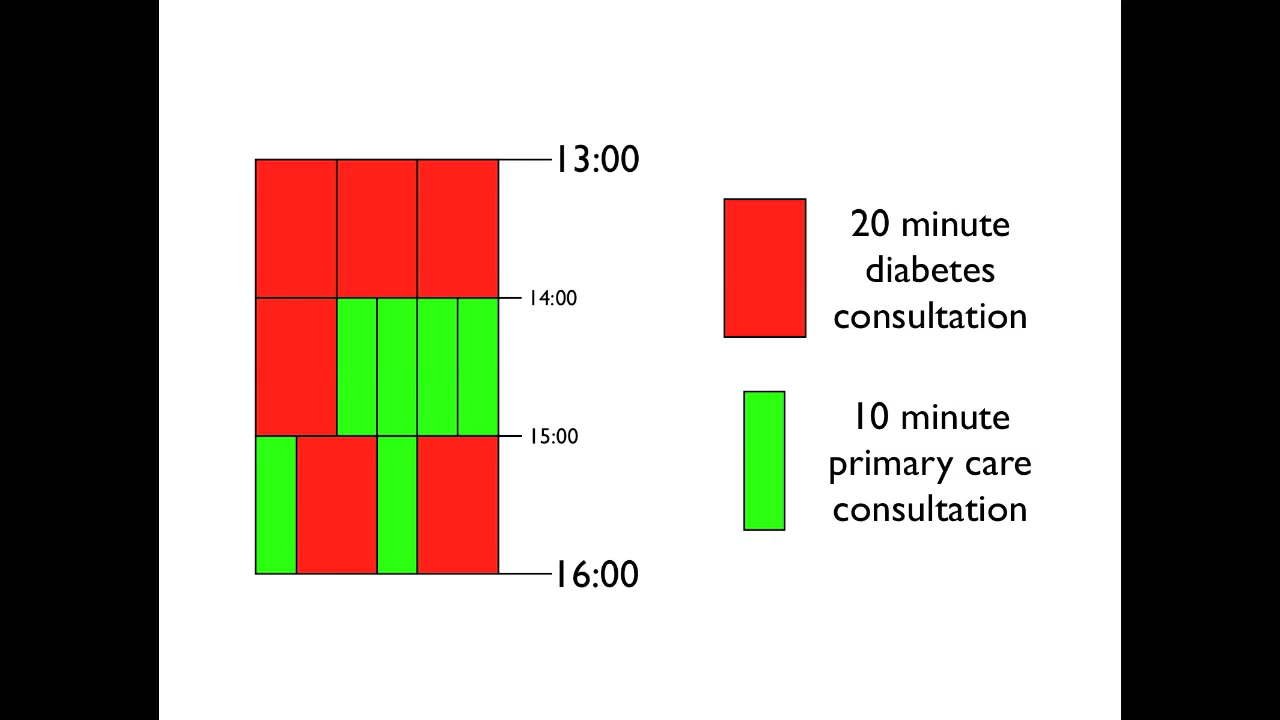 13:00
14:00
15:00
16:00
20 minute
diabetes
consultation
10 minute
primary care
consultation